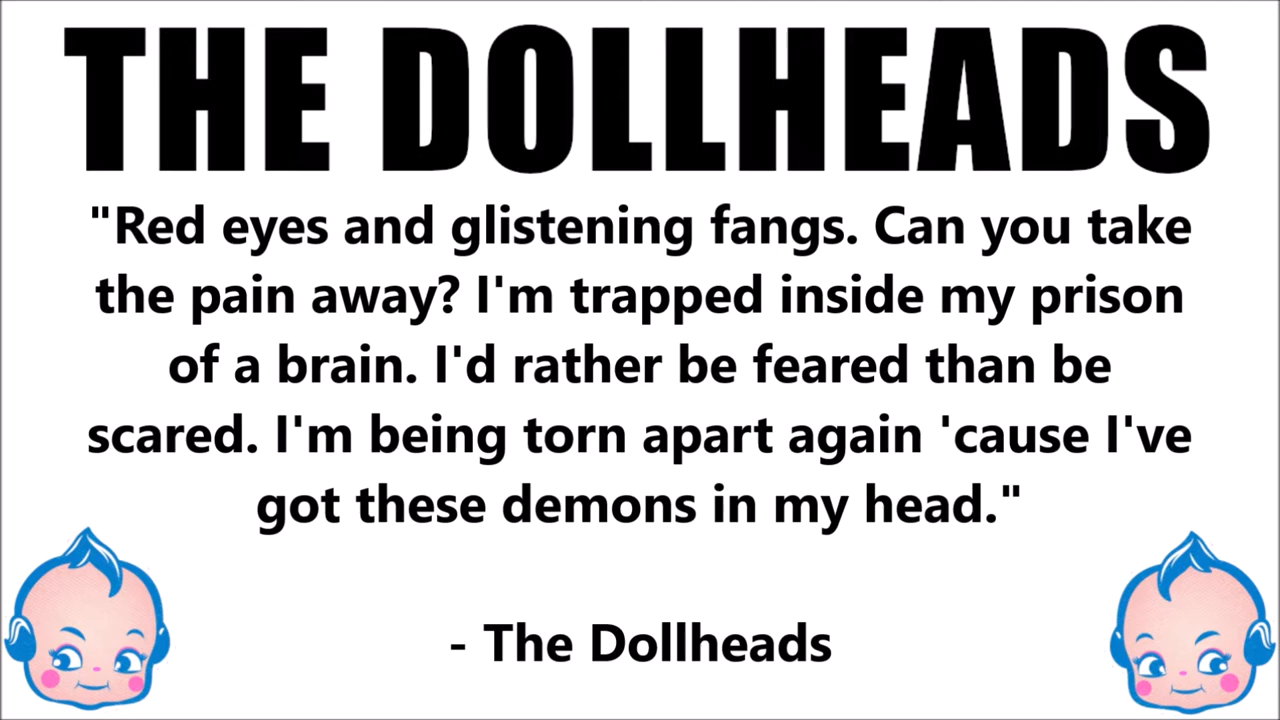 THE DOLLHEADS
"Red eyes and glistening fangs. Can you take
the pain away? I'm trapped inside my prison
of a brain. I'd rather be feared than be
scared. I'm being torn apart again 'cause I've
got these demons in my head."
- The Dollheads